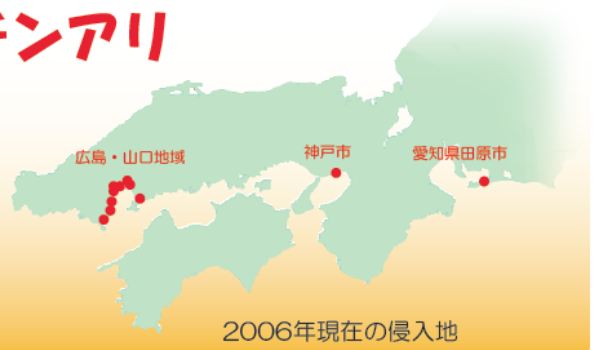 ンアリ
広島・山口地域
神戸市
愛知県田原市
2006年現在の侵入地